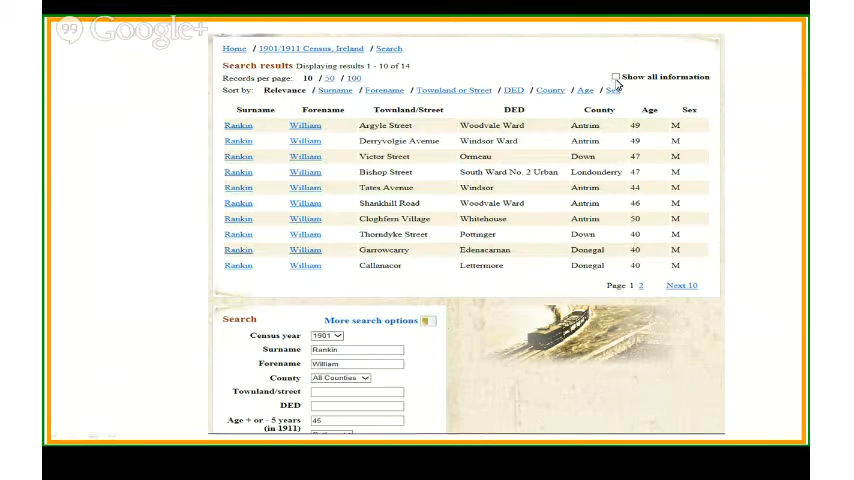 Google+
Home / 1901/1911 Census, Ireland / Search
Search results Displaying results 1 - 10 of 14
Records per page: 10 / 50 / 100
Show all information
Sort by: Relevance / Surname / Forename / Townland or Street / DED / County / Age / Sex
Surname Forename Townland/Street DED County Age Sex
Rankin William Argyle Street Woodvale Ward Antrim 49 M
Rankin William Derryvolgie Avenue Windsor Ward Antrim 49 M
Rankin William Victor Street Ormeau Down 47 M
Rankin William Bishop Street South Ward No. 2 Urban Londonderry 47 M
Rankin William Tates Avenue Windsor Antrim 44 M
Rankin William Shankhill Road Woodvale Ward Antrim 46 M
Rankin William Cloghfern Village Whitehouse Antrim 50 M
Rankin William Thorndyke Street Pottinger Down 40 M
Rankin William Garrowcarry Edenacarnan Donegal 40 M
Rankin William Callanacor Lettermore Donegal 40 M
Page 1 2 Next 10
Search More search options
Census year 1901
Surname Rankin
Forename William
County All Counties
Townland/street
DED
Age + or - 5 years 45
(in 1911)